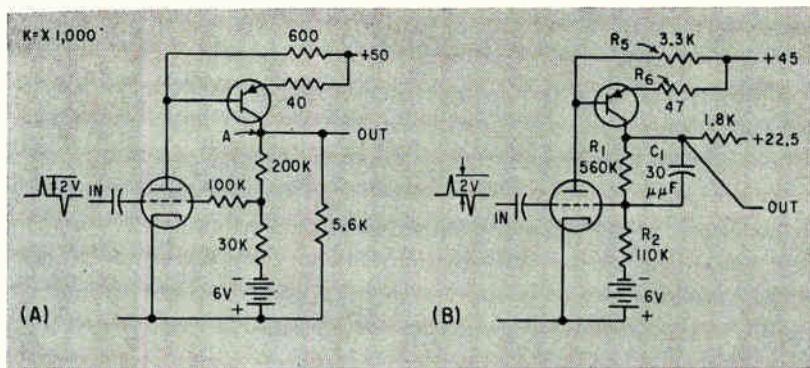 K=X 1,000
600
+50
40
A
OUT
200K
2V
IN
100K
5.6K
30K
6V
−
+
(A)
R5
3.3K
+45
R6
47
1.8K
+22.5
R1
560K
C1
30
μμF
2V
IN
OUT
R2
110K
6V
−
+
(B)